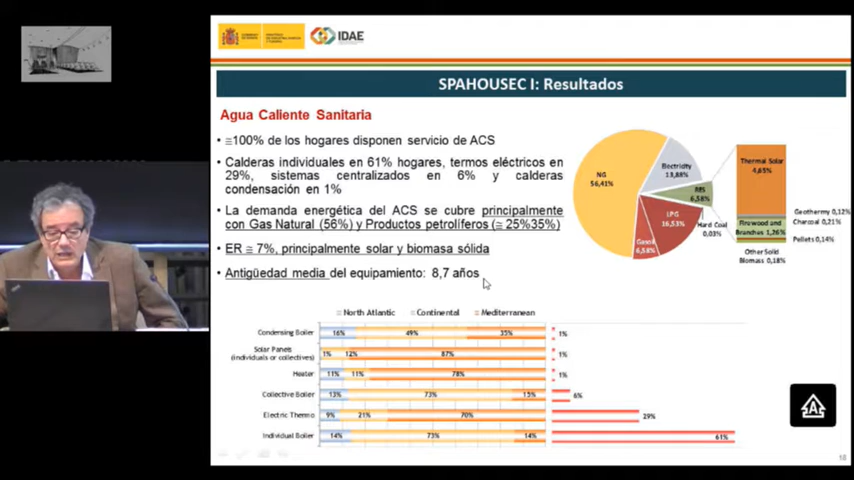 IDAE
SPAHOUSEC I: Resultados
Agua Caliente Sanitaria
• ≅100% de los hogares disponen servicio de ACS
• Calderas individuales en 61% hogares, termos eléctricos en
29%, sistemas centralizados en 6% y calderas
condensación en 1%
• La demanda energética del ACS se cubre principalmente
con Gas Natural (56%) y Productos petrolíferos (≅ 25%35%)
• ER ≅ 7%, principalmente solar y biomasa sólida
• Antigüedad media del equipamiento: 8,7 años
NG
56,41%
Electricity
13,88%
RES
6,58%
LPG
16,53%
Hard Coal
0,03%
Gasoil
6,58%
Thermal Solar
4,65%
Geothermy 0,12%
Charcoal 0,21%
Firewood and
Branches 1,26%
Pellets 0,14%
Other Solid
Biomass 0,18%
North Atlantic Continental Mediterranean
Condensing Boiler 16% 49% 35% 1%
Solar Panels
(individuals or collectives) 1% 12% 87% 1%
Heater 11% 11% 78% 1%
Collective Boiler 13% 73% 15% 6%
Electric Thermo 9% 21% 70% 29%
Individual Boiler 14% 73% 14% 61%
18